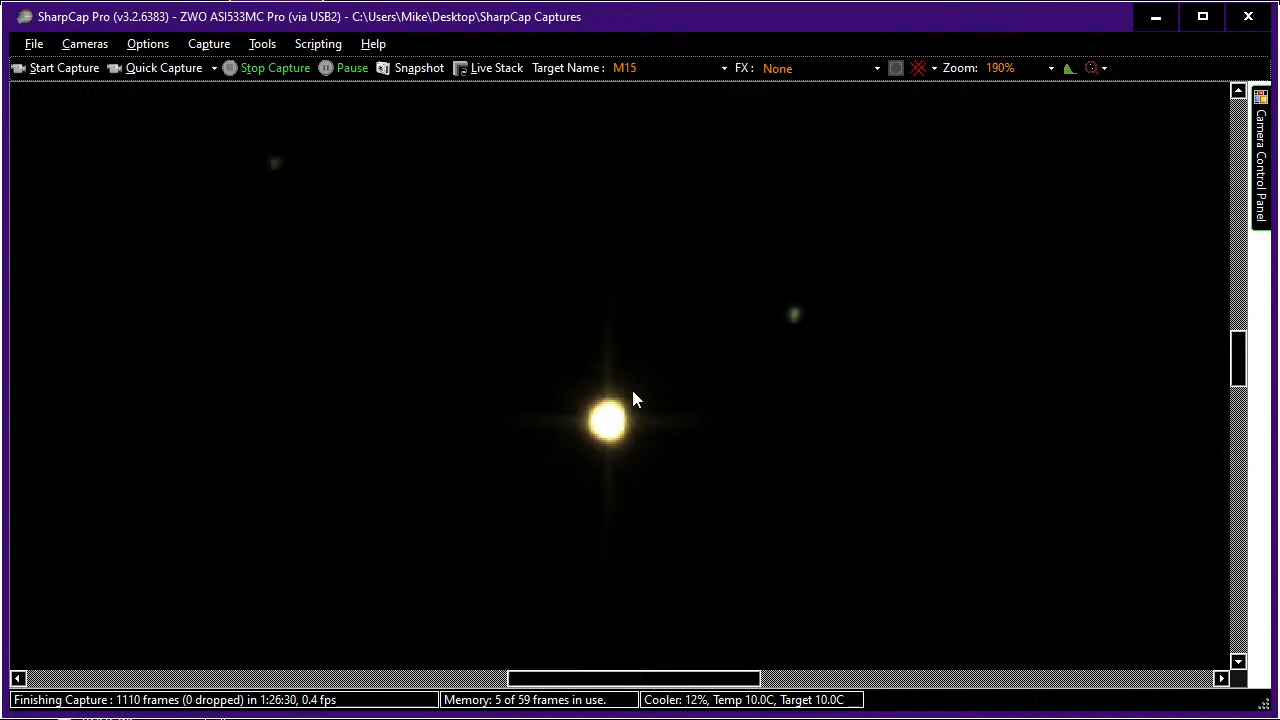 SharpCap Pro (v3.2.6383) - ZWO ASI533MC Pro (via USB2) - C:\Users\Mike\Desktop\SharpCap Captures
File Cameras Options Capture Tools Scripting Help
Start Capture Quick Capture Stop Capture Pause Snapshot Live Stack Target Name : M15 FX : None Zoom: 190%
Camera Control Panel
Finishing Capture : 1110 frames (0 dropped) in 1:26:30, 0.4 fps Memory: 5 of 59 frames in use. Cooler: 12%, Temp 10.0C, Target 10.0C